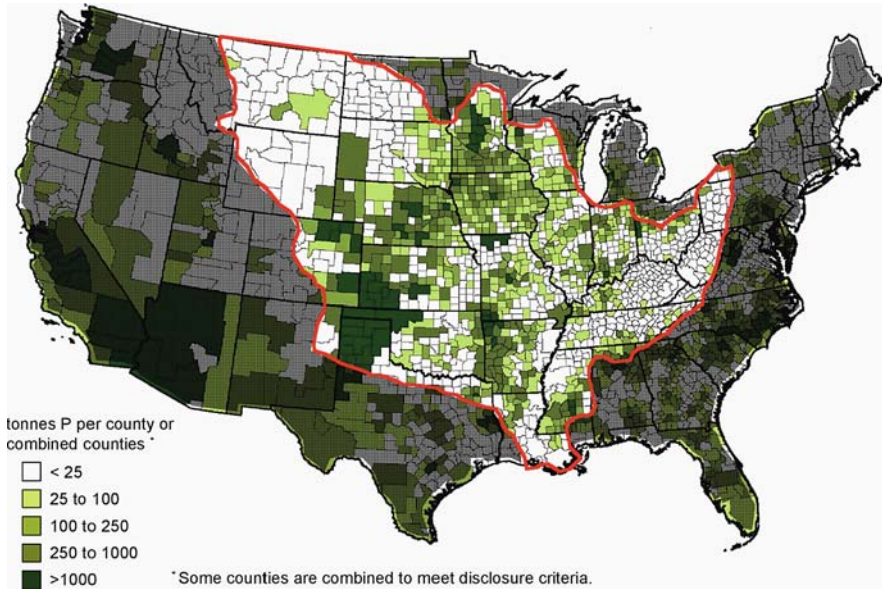 tonnes P per county or
combined counties *
< 25
25 to 100
100 to 250
250 to 1000
>1000
*Some counties are combined to meet disclosure criteria.